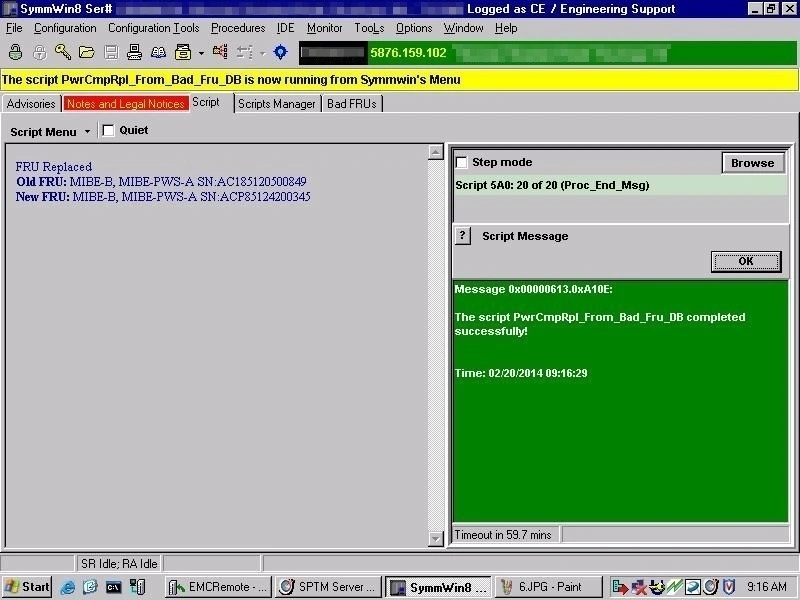 SymmWin8 Ser#
Logged as CE / Engineering Support
File Configuration Configuration Tools Procedures IDE Monitor TooLs Options Window Help
5876.159.102
The script PwrCmpRpl_From_Bad_Fru_DB is now running from Symmwin's Menu
Advisories Notes and Legal Notices Script Scripts Manager Bad FRUs
Script Menu Quiet
FRU Replaced
Old FRU: MIBE-B, MIBE-PWS-A SN:AC185120500849
New FRU: MIBE-B, MIBE-PWS-A SN:ACP85124200345
Step mode Browse
Script 5A0: 20 of 20 (Proc_End_Msg)
? Script Message
OK
Message 0x00000613.0xA10E:
The script PwrCmpRpl_From_Bad_Fru_DB completed
successfully!
Time: 02/20/2014 09:16:29
Timeout in 59.7 mins
SR Idle; RA Idle
Start EMCRemote - ... SPTM Server ... SymmWin8 ... 6.JPG - Paint 9:16 AM